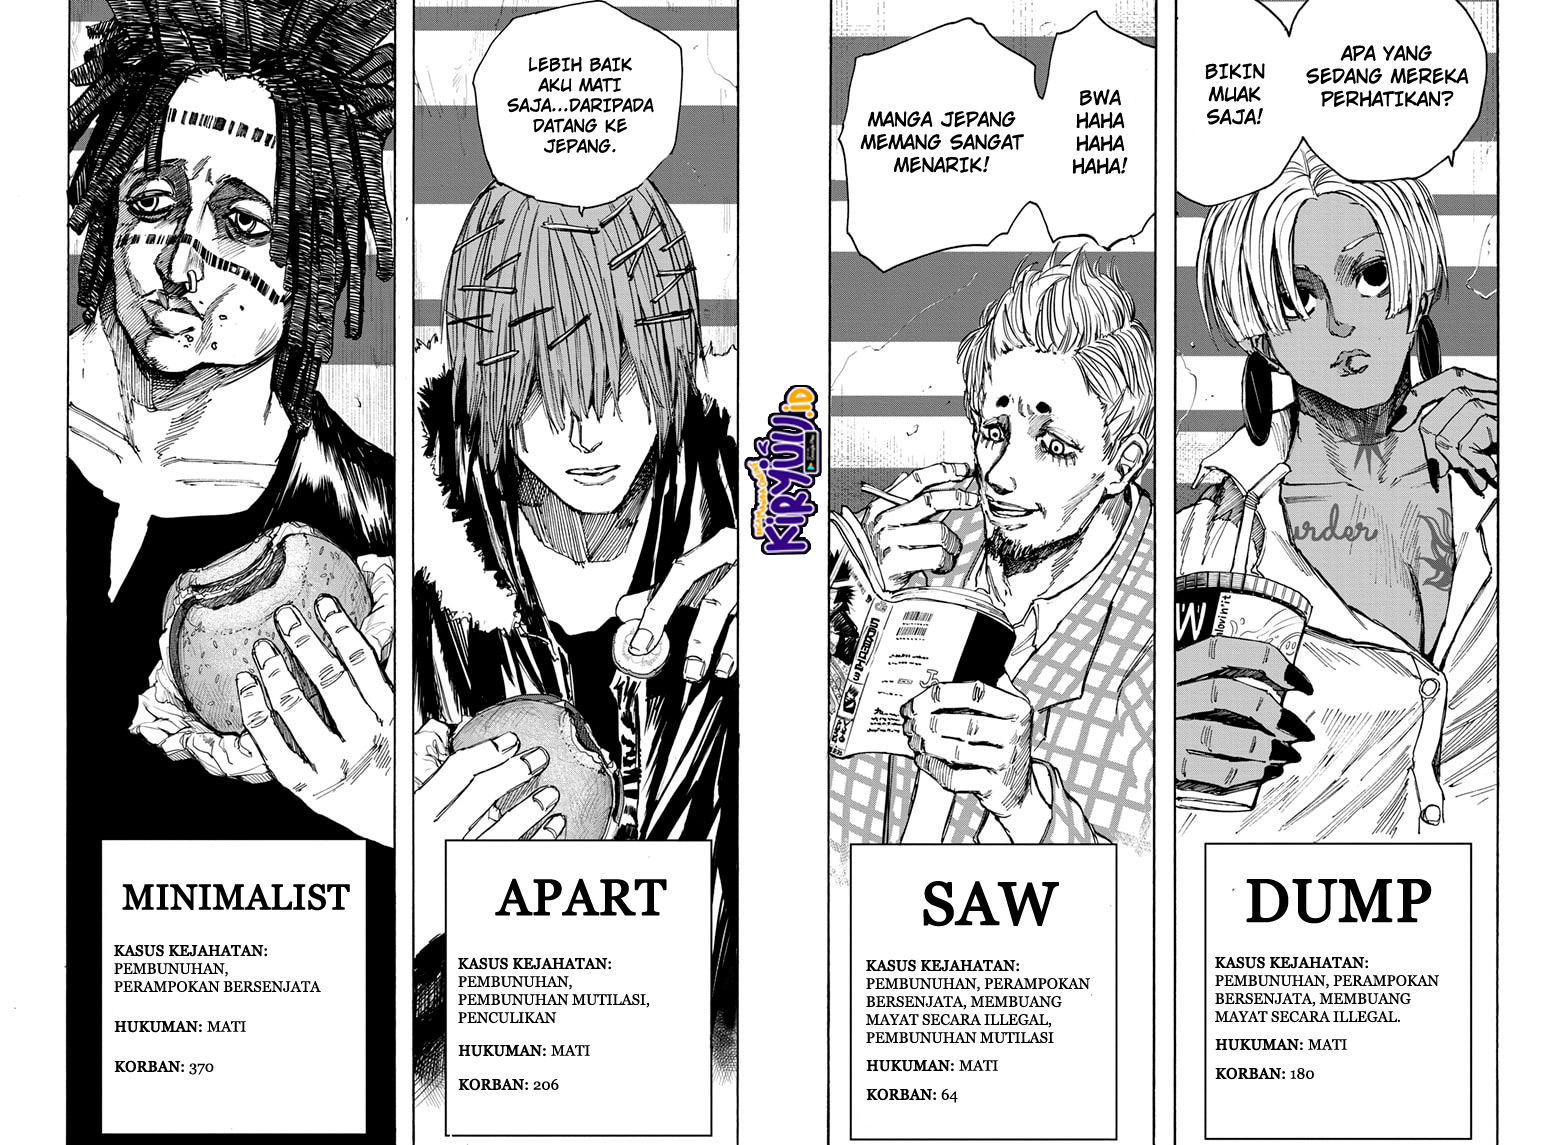 LEBIH BAIK
AKU MATI
SAJA...DARIPADA
DATANG KE
JEPANG.
MANGA JEPANG
MEMANG SANGAT
MENARIK!
BWA
HAHA
HAHA
HAHA!
BIKIN
MUAK
SAJA!
APA YANG
SEDANG MEREKA
PERHATIKAN?
KIRYUU.iD
urder
W
lovin' it
MINIMALIST
KASUS KEJAHATAN:
PEMBUNUHAN,
PERAMPOKAN BERSENJATA
HUKUMAN: MATI
KORBAN: 370
APART
KASUS KEJAHATAN:
PEMBUNUHAN,
PEMBUNUHAN MUTILASI,
PENCULIKAN
HUKUMAN: MATI
KORBAN: 206
SAW
KASUS KEJAHATAN:
PEMBUNUHAN, PERAMPOKAN
BERSENJATA, MEMBUANG
MAYAT SECARA ILLEGAL,
PEMBUNUHAN MUTILASI
HUKUMAN: MATI
KORBAN: 64
DUMP
KASUS KEJAHATAN:
PEMBUNUHAN, PERAMPOKAN
BERSENJATA, MEMBUANG
MAYAT SECARA ILLEGAL.
HUKUMAN: MATI
KORBAN: 180